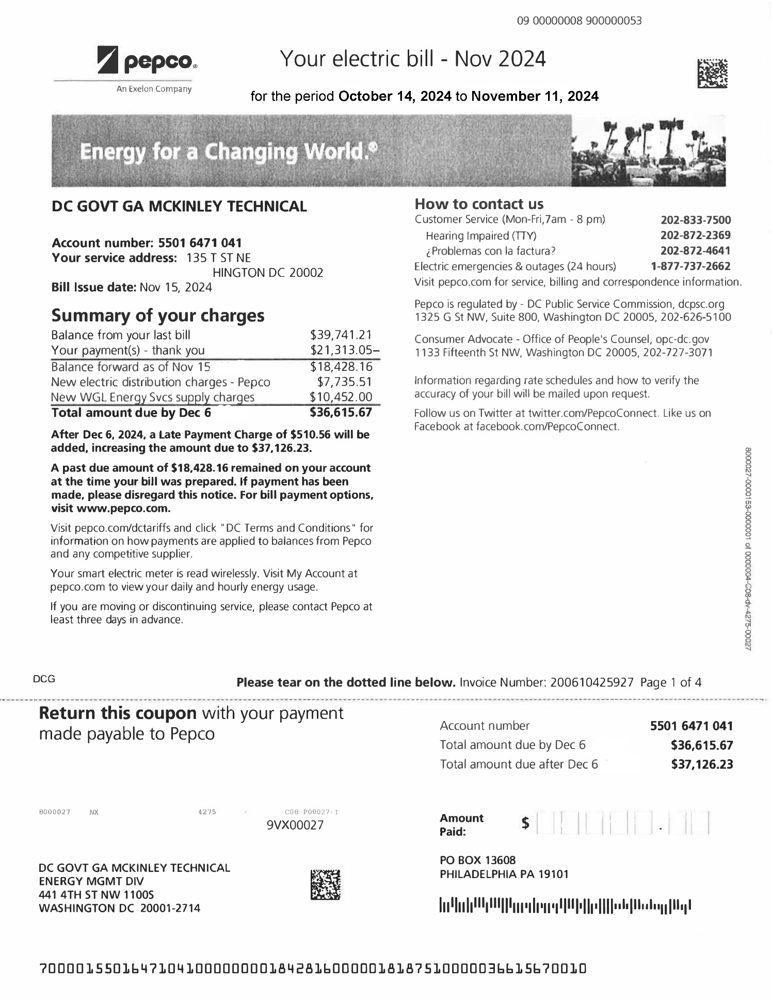 09 00000008 900000053
pepco®
An Exelon Company
Your electric bill - Nov 2024
for the period October 14, 2024 to November 11, 2024
Energy for a Changing World.®
DC GOVT GA MCKINLEY TECHNICAL
Account number: 5501 6471 041
Your service address: 135 T ST NE
HINGTON DC 20002
Bill Issue date: Nov 15, 2024
Summary of your charges
Balance from your last bill $39,741.21
Your payment(s) - thank you $21,313.05–
Balance forward as of Nov 15 $18,428.16
New electric distribution charges - Pepco $7,735.51
New WGL Energy Svcs supply charges $10,452.00
Total amount due by Dec 6 $36,615.67
After Dec 6, 2024, a Late Payment Charge of $510.56 will be
added, increasing the amount due to $37,126.23.
A past due amount of $18,428.16 remained on your account
at the time your bill was prepared. If payment has been
made, please disregard this notice. For bill payment options,
visit www.pepco.com.
Visit pepco.com/dctariffs and click "DC Terms and Conditions" for
information on how payments are applied to balances from Pepco
and any competitive supplier.
Your smart electric meter is read wirelessly. Visit My Account at
pepco.com to view your daily and hourly energy usage.
If you are moving or discontinuing service, please contact Pepco at
least three days in advance.
How to contact us
Customer Service (Mon-Fri,7am - 8 pm) 202-833-7500
Hearing Impaired (TTY) 202-872-2369
¿Problemas con la factura? 202-872-4641
Electric emergencies & outages (24 hours) 1-877-737-2662
Visit pepco.com for service, billing and correspondence information.
Pepco is regulated by - DC Public Service Commission, dcpsc.org
1325 G St NW, Suite 800, Washington DC 20005, 202-626-5100
Consumer Advocate - Office of People's Counsel, opc-dc.gov
1133 Fifteenth St NW, Washington DC 20005, 202-727-3071
Information regarding rate schedules and how to verify the
accuracy of your bill will be mailed upon request.
Follow us on Twitter at twitter.com/PepcoConnect. Like us on
Facebook at facebook.com/PepcoConnect.
8000027-0000153-0000001 of 0000004-C08-dv-4275-00027
DCG
Please tear on the dotted line below. Invoice Number: 200610425927 Page 1 of 4
Return this coupon with your payment
made payable to Pepco
Account number 5501 6471 041
Total amount due by Dec 6 $36,615.67
Total amount due after Dec 6 $37,126.23
8000027 NX 4275 -C08-P00027-I
9VX00027
Amount
Paid: $ .
DC GOVT GA MCKINLEY TECHNICAL
ENERGY MGMT DIV
441 4TH ST NW 1100S
WASHINGTON DC 20001-2714
PO BOX 13608
PHILADELPHIA PA 19101
7000015501647104100000000018428160000018187510000036615670010